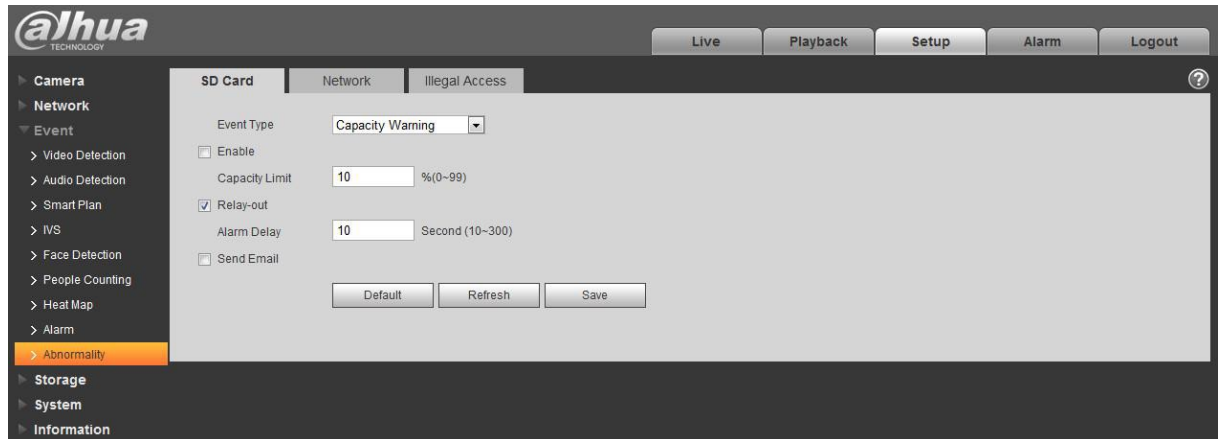 alhua
TECHNOLOGY
Live Playback Setup Alarm Logout
Camera
Network
Event
Video Detection
Audio Detection
Smart Plan
IVS
Face Detection
People Counting
Heat Map
Alarm
Abnormality
Storage
System
Information
SD Card Network Illegal Access
?
Event Type Capacity Warning
Enable
Capacity Limit 10 %(0~99)
Relay-out
Alarm Delay 10 Second (10~300)
Send Email
Default Refresh Save